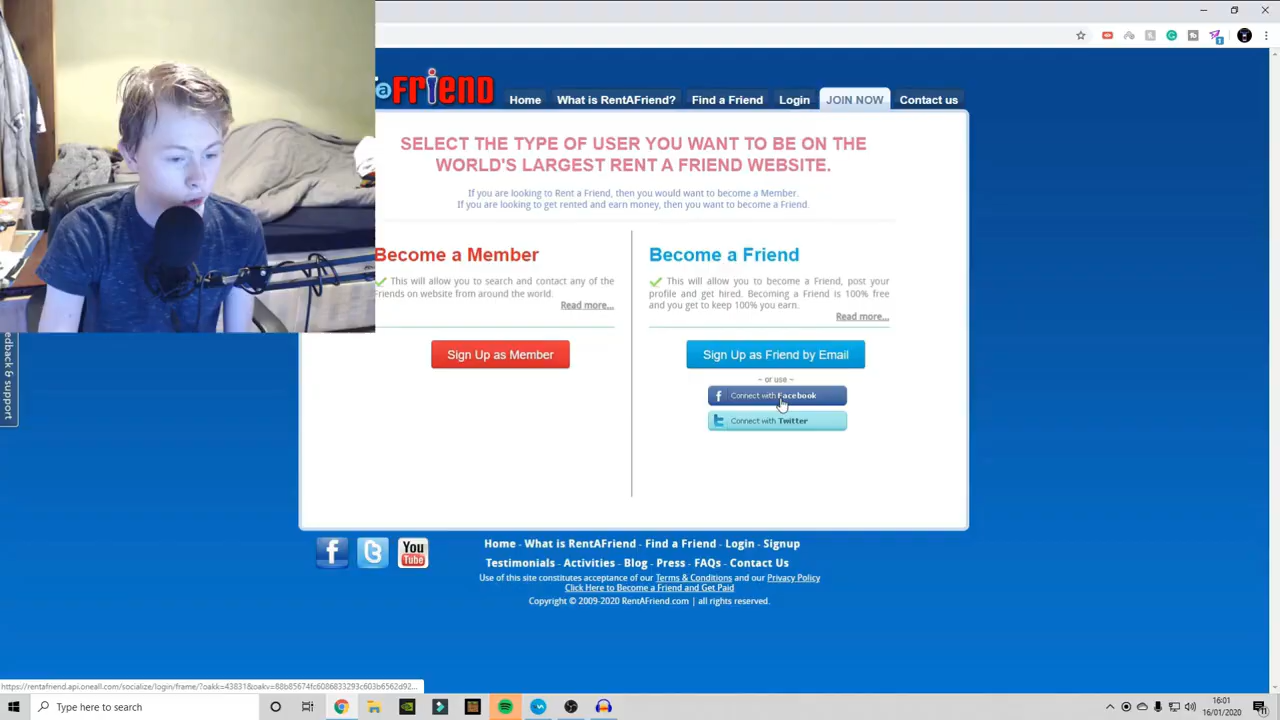 a FRIEND
Home What is RentAFriend? Find a Friend Login JOIN NOW Contact us
SELECT THE TYPE OF USER YOU WANT TO BE ON THE
WORLD'S LARGEST RENT A FRIEND WEBSITE.
If you are looking to Rent a Friend, then you would want to become a Member.
If you are looking to get rented and earn money, then you want to become a Friend.
Become a Member
This will allow you to search and contact any of the
Friends on website from around the world.
Read more...
Sign Up as Member
Become a Friend
This will allow you to become a Friend, post your
profile and get hired. Becoming a Friend is 100% free
and you get to keep 100% you earn.
Read more...
Sign Up as Friend by Email
~ or use ~
Connect with Facebook
Connect with Twitter
eedback & support
You
Tube
Home - What is RentAFriend - Find a Friend - Login - Signup
Testimonials - Activities - Blog - Press - FAQs - Contact Us
Use of this site constitutes acceptance of our Terms & Conditions and our Privacy Policy
Click Here to Become a Friend and Get Paid
Copyright © 2009-2020 RentAFriend.com | all rights reserved.
Type here to search
16:01
16/01/2020